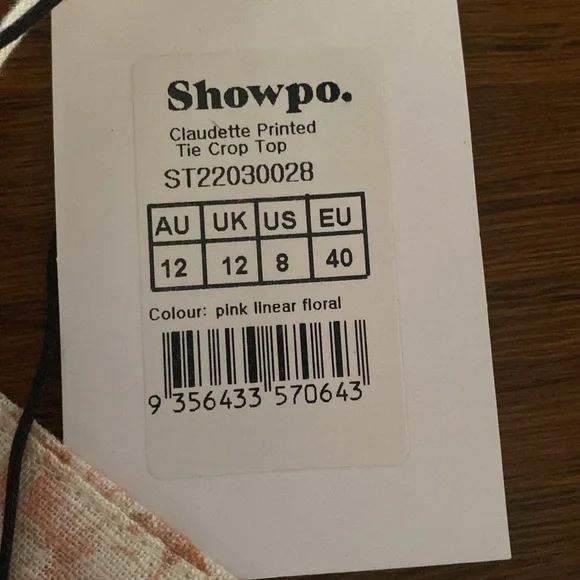 Showpo.
Claudette Printed
Tie Crop Top
ST22030028
AU UK US EU
12 12 8 40
Colour: pink linear floral
9 356433 570643